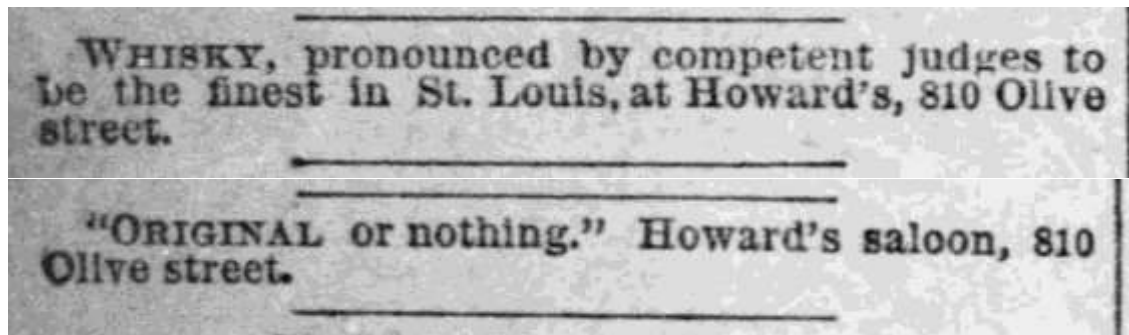 WHISKY, pronounced by competent judges to
be the finest in St. Louis, at Howard's, 810 Olive
street.
"ORIGINAL or nothing." Howard's saloon, 810
Olive street.